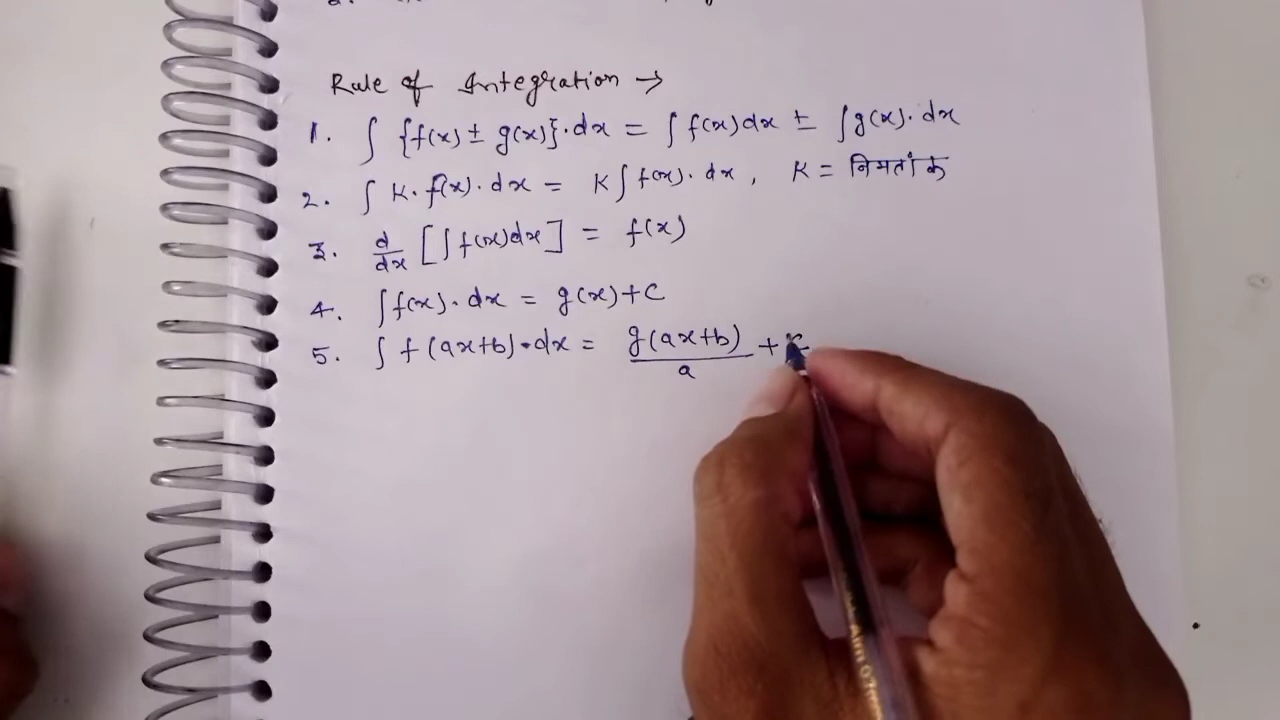 Rule of Integration →
1. ∫ {f(x) ± g(x)}·dx = ∫ f(x)dx ± ∫ g(x)·dx
2. ∫ K·f(x)·dx = K ∫ f(x)·dx, K = नियतांक
3. d/dx [∫ f(x)dx] = f(x)
4. ∫ f(x)·dx = g(x)+C
5. ∫ f(ax+b)·dx = g(ax+b)/a +